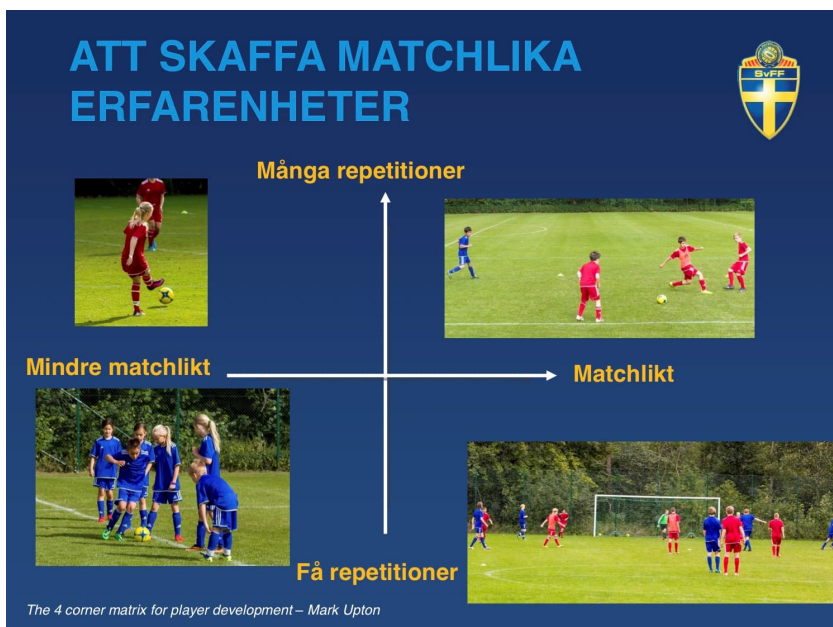 ATT SKAFFA MATCHLIKA
ERFARENHETER
SvFF
Många repetitioner
Mindre matchlikt
Matchlikt
Få repetitioner
The 4 corner matrix for player development – Mark Upton